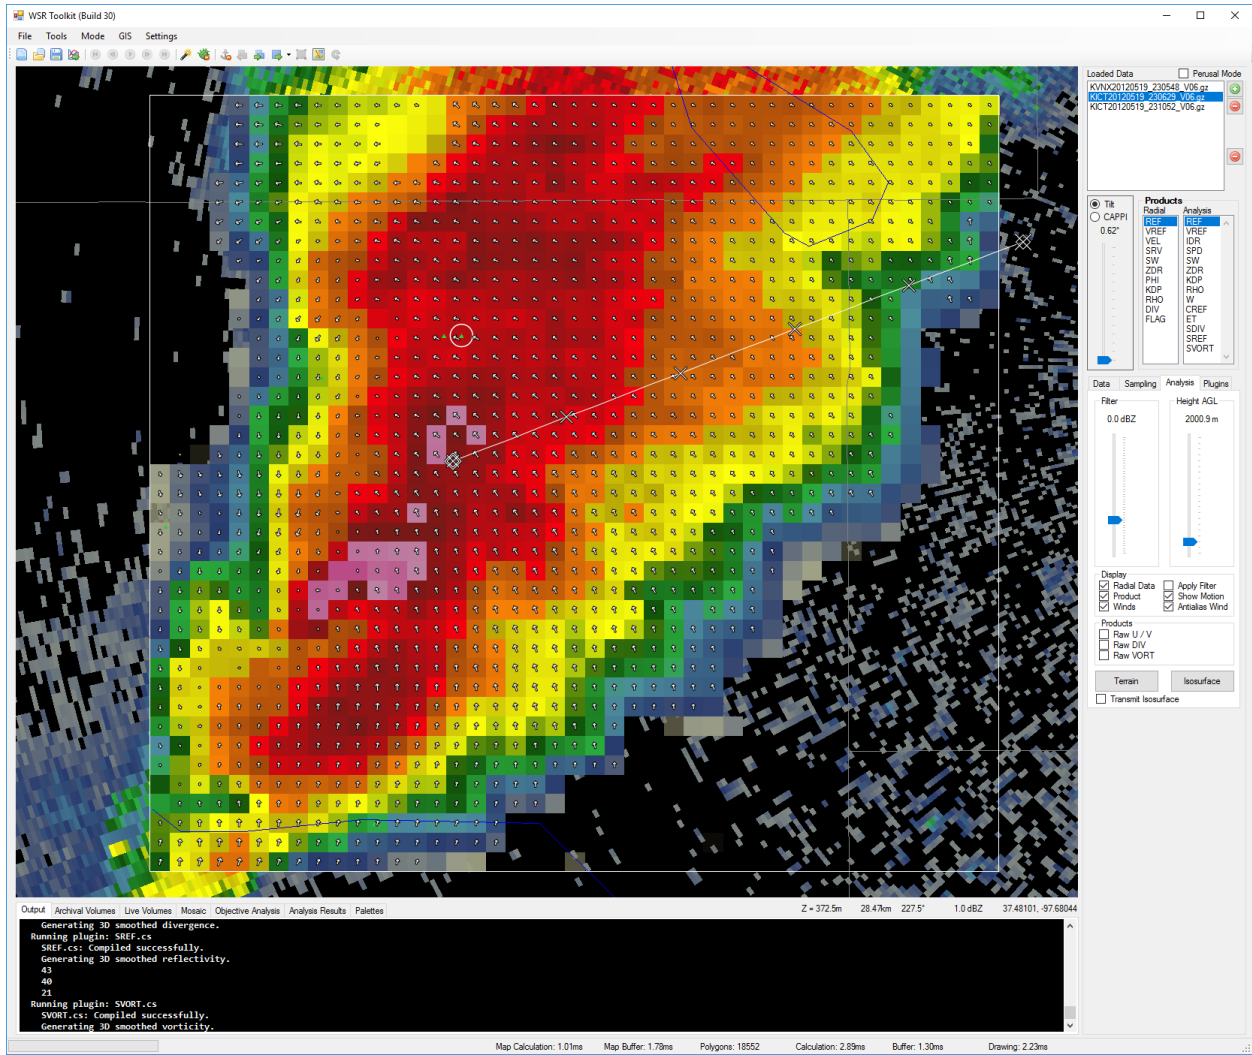 WSR Toolkit (Build 30)
File Tools Mode GIS Settings
Loaded Data Perusal Mode
KVNX20120519_230548_V06.gz
KICT20120519_230629_V06.gz
KICT20120519_231052_V06.gz
Tilt
CAPPI
0.62°
Products
Radial Analysis
REF REF
VREF VREF
VEL IDR
SRV SPD
SW SW
ZDR ZDR
PHI KDP
KDP RHO
RHO W
DIV CREF
FLAG ET
SDIV
SREF
SVORT
Data Sampling Analysis Plugins
Filter Height AGL
0.0 dBZ 2000.9 m
Display
Radial Data Apply Filter
Product Show Motion
Winds Antialias Wind
Products
Raw U / V
Raw DIV
Raw VORT
Terrain Isosurface
Transmit Isosurface
Output Archival Volumes Live Volumes Mosaic Objective Analysis Analysis Results Palettes
Z = 372.5m 28.47km 227.5° 1.0 dBZ 37.48101, -97.68044
Generating 3D smoothed divergence.
Running plugin: SREF.cs
SREF.cs: Compiled successfully.
Generating 3D smoothed reflectivity.
43
40
21
Running plugin: SVORT.cs
SVORT.cs: Compiled successfully.
Generating 3D smoothed vorticity.
Map Calculation: 1.01ms Map Buffer: 1.78ms Polygons: 18552 Calculation: 2.89ms Buffer: 1.30ms Drawing: 2.23ms